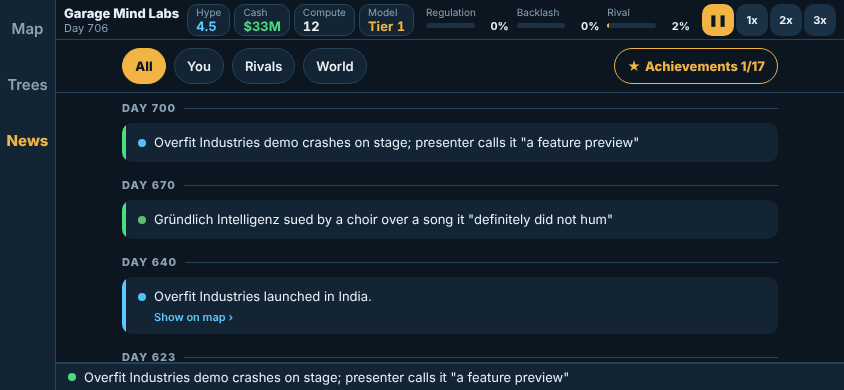 Map
Trees
News
Garage Mind Labs
Day 706
Hype
4.5
Cash
$33M
Compute
12
Model
Tier 1
Regulation
0%
Backlash
0%
Rival
2%
1x
2x
3x
All
You
Rivals
World
★ Achievements 1/17
DAY 700
Overfit Industries demo crashes on stage; presenter calls it "a feature preview"
DAY 670
Gründlich Intelligenz sued by a choir over a song it "definitely did not hum"
DAY 640
Overfit Industries launched in India.
Show on map ›
DAY 623
Overfit Industries demo crashes on stage; presenter calls it "a feature preview"